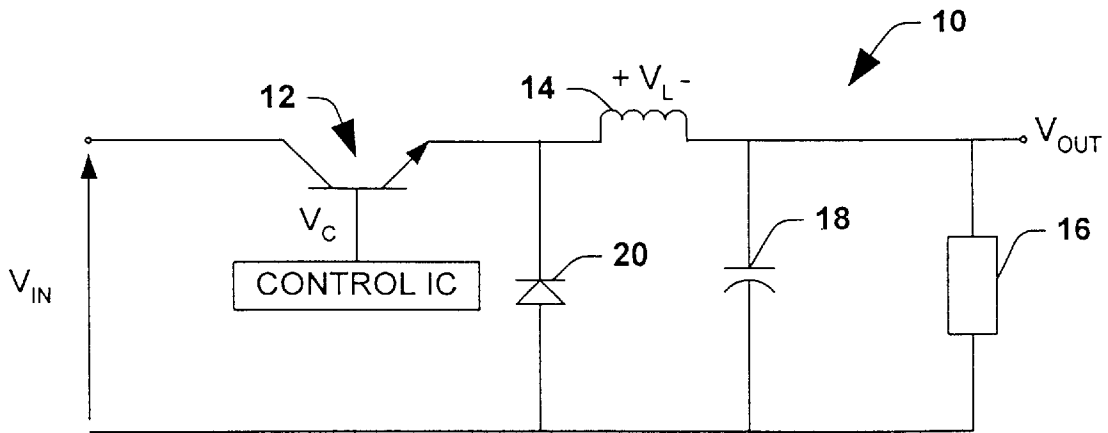 10
14
+ V_L -
12
V_OUT
V_C
18
16
20
V_IN
CONTROL IC